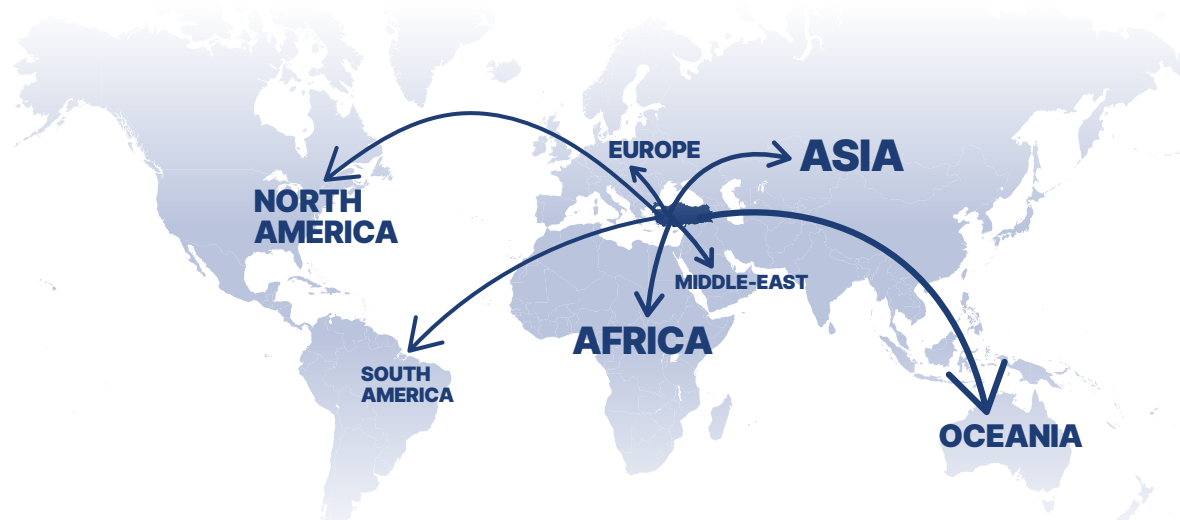 EUROPE
ASIA
NORTH
AMERICA
MIDDLE-EAST
AFRICA
SOUTH
AMERICA
OCEANIA